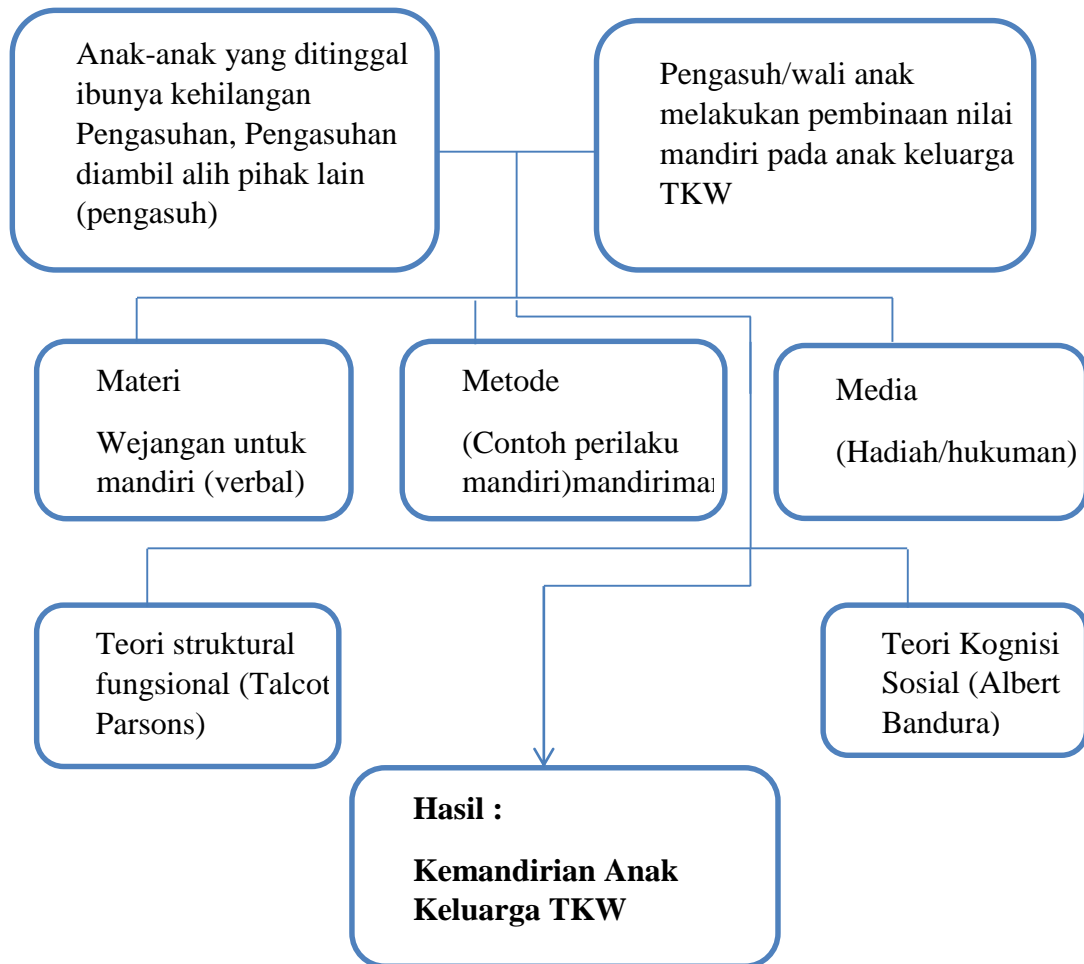 Anak-anak yang ditinggal
ibunya kehilangan
Pengasuhan, Pengasuhan
diambil alih pihak lain
(pengasuh)
Pengasuh/wali anak
melakukan pembinaan nilai
mandiri pada anak keluarga
TKW
Materi
Wejangan untuk
mandiri (verbal)
Metode
(Contoh perilaku
mandiri)mandiriman
Media
(Hadiah/hukuman)
Teori struktural
fungsional (Talcot
Parsons)
Teori Kognisi
Sosial (Albert
Bandura)
Hasil :
Kemandirian Anak
Keluarga TKW